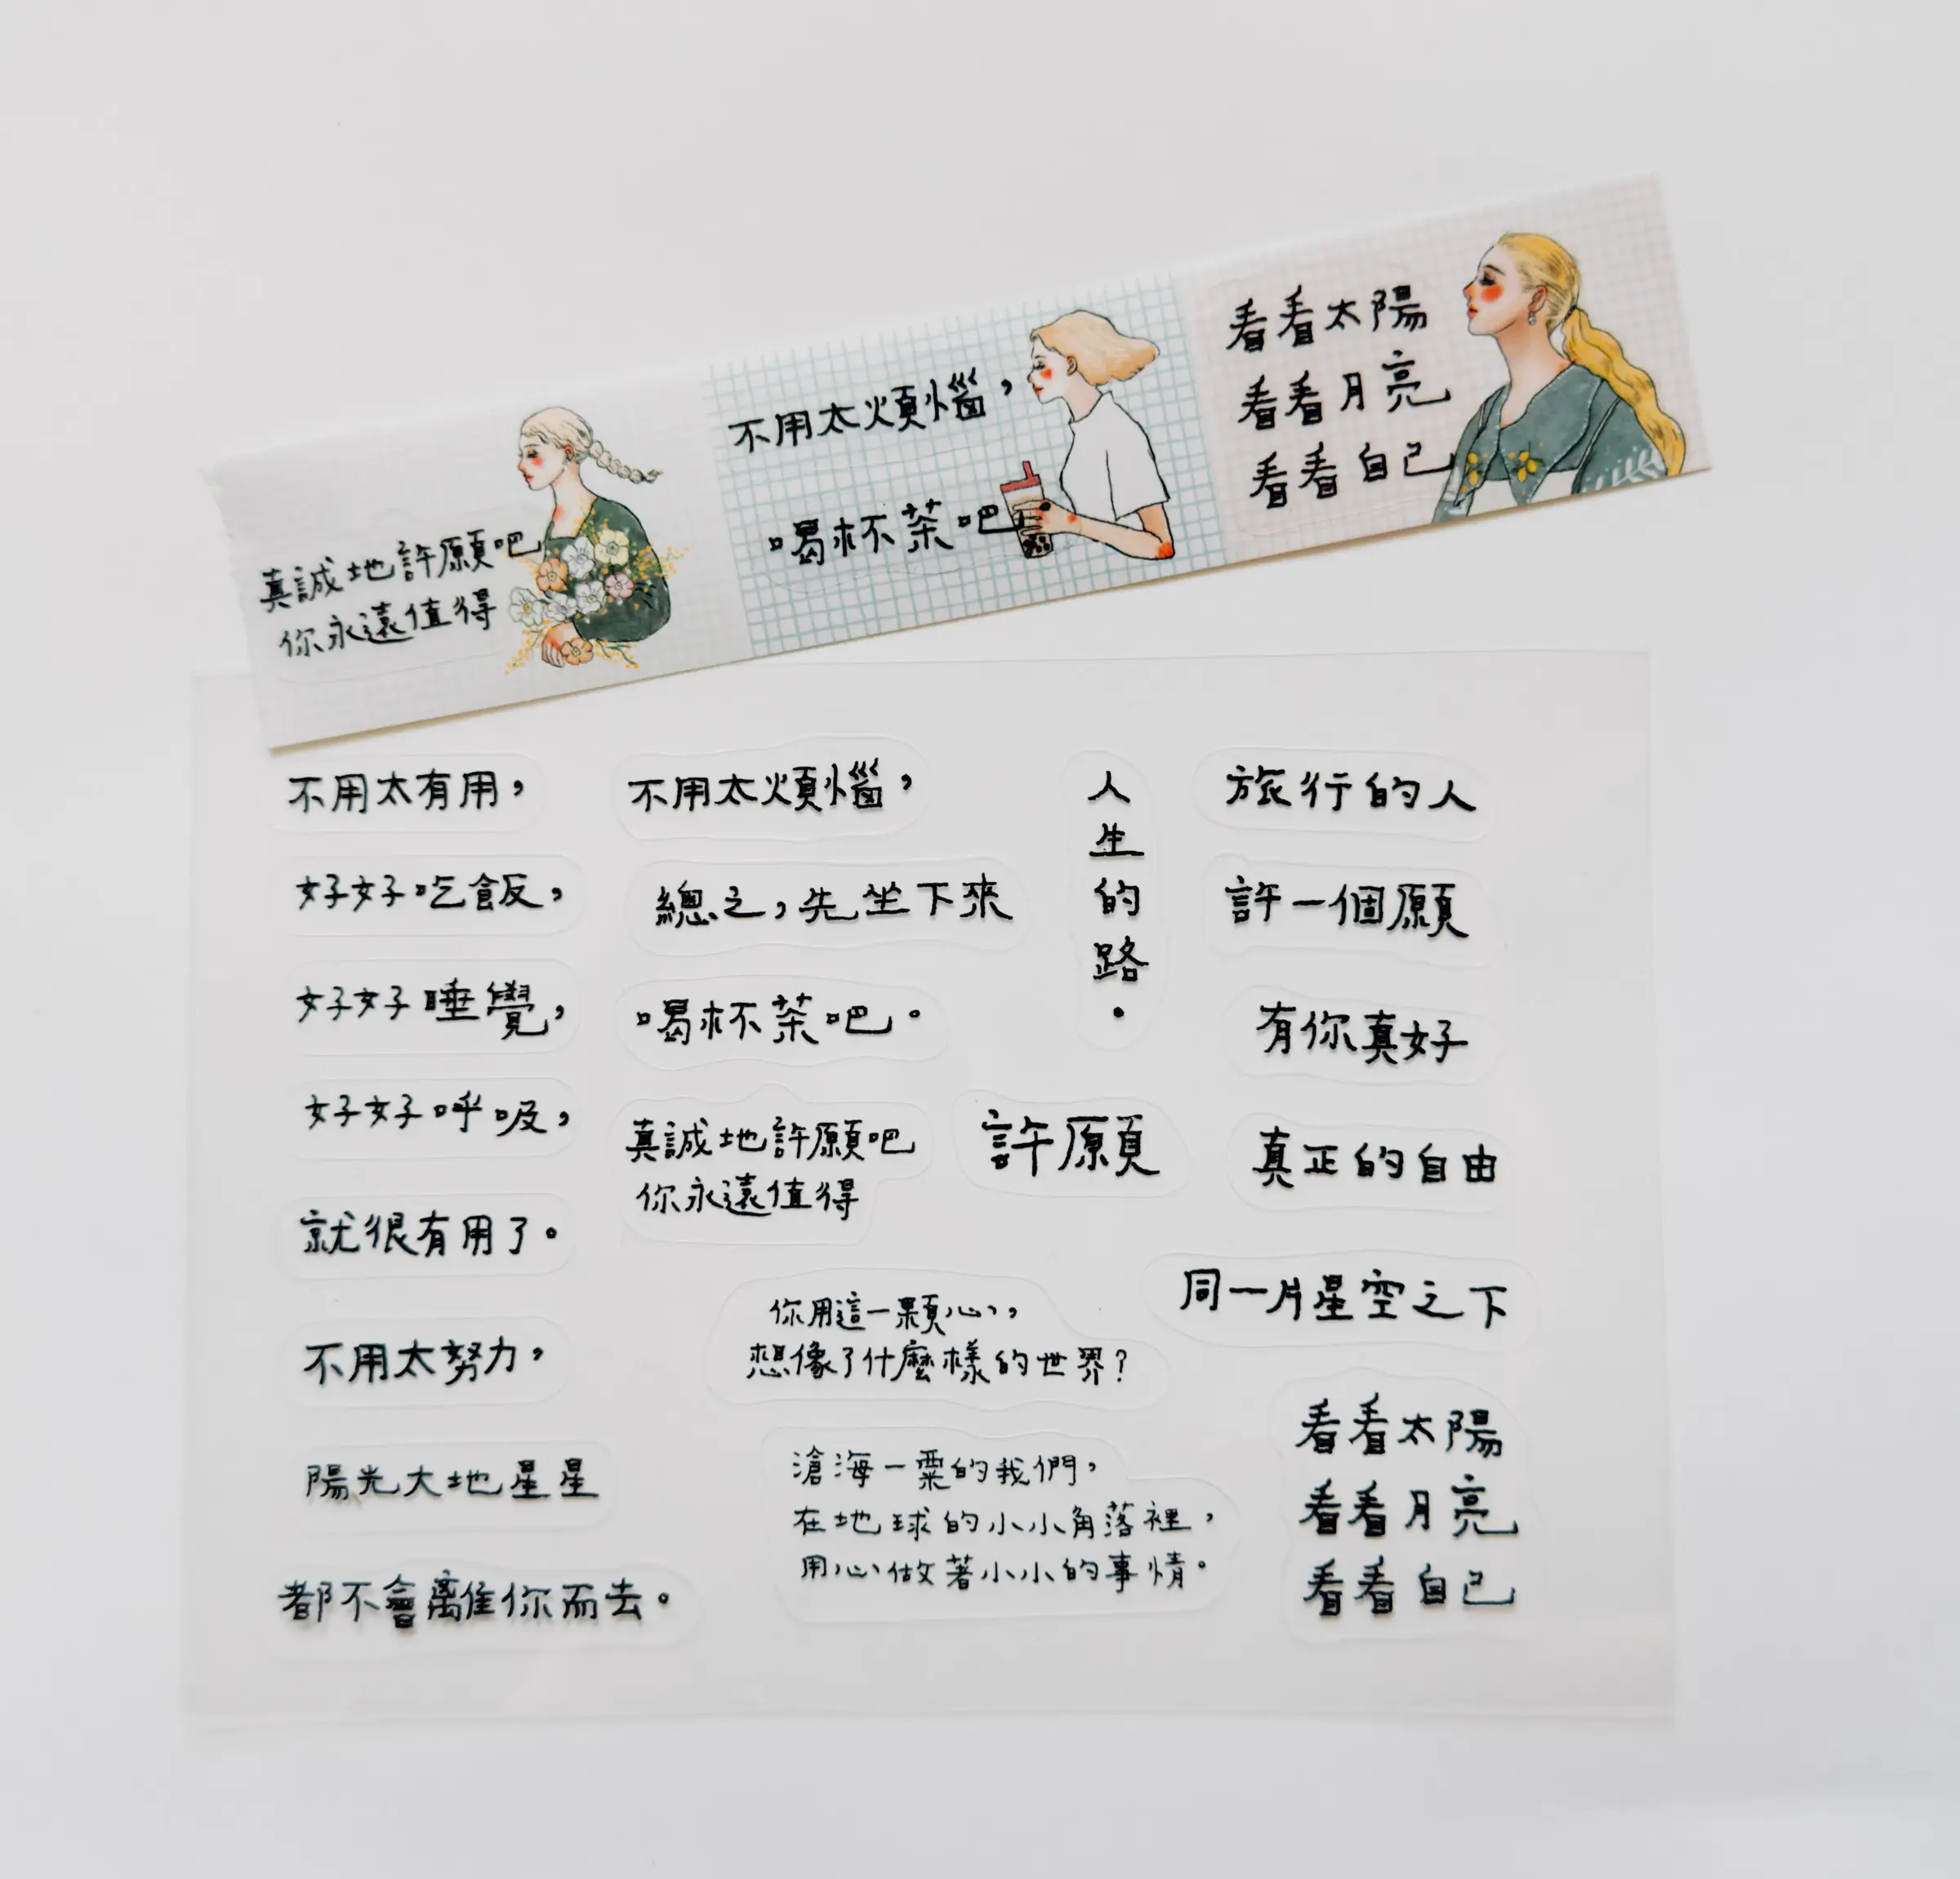 真誠地許願吧
你永遠值得
不用太煩惱，
喝杯茶吧
看看太陽
看看月亮
看看自己
不用太有用，
好好吃飯，
好好睡覺，
好好呼吸，
就很有用了。
不用太努力，
陽光大地星星
都不會離你而去。
不用太煩惱，
總之，先坐下來
喝杯茶吧。
真誠地許願吧
你永遠值得
許願
你用這一顆心，
想像了什麼樣的世界？
滄海一粟的我們，
在地球的小小角落裡，
用心做著小小的事情。
人生的路。
旅行的人
許一個願
有你真好
真正的自由
同一片星空之下
看看太陽
看看月亮
看看自己